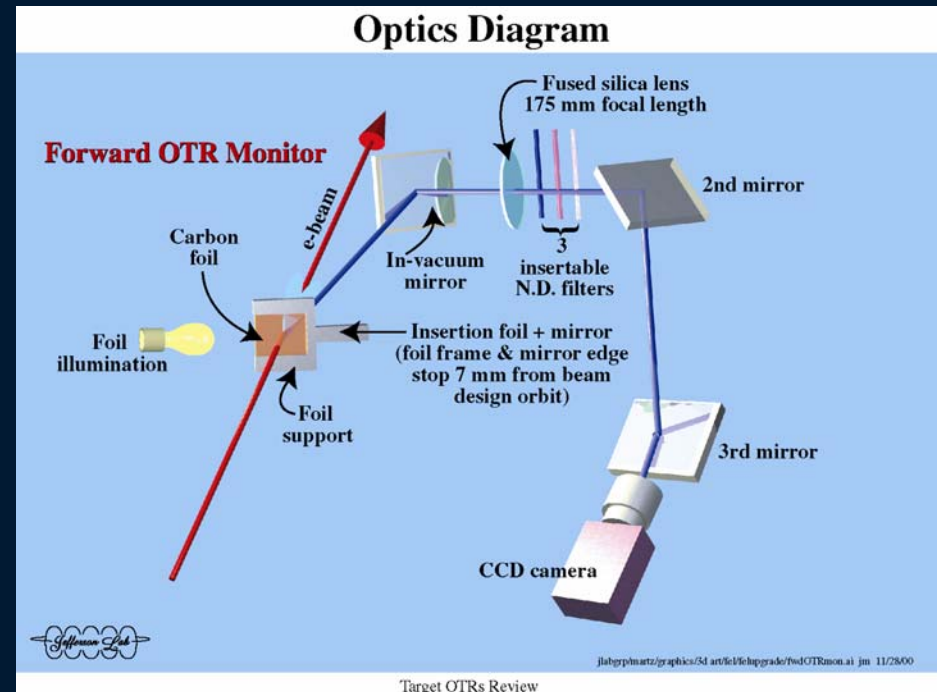 Optics Diagram
Fused silica lens
175 mm focal length
Forward OTR Monitor
e-beam
2nd mirror
Carbon
foil
In-vacuum
mirror
3
insertable
N.D. filters
Foil
illumination
Insertion foil + mirror
(foil frame & mirror edge
stop 7 mm from beam
design orbit)
Foil
support
3rd mirror
CCD camera
Jefferson Lab
jlabgrp/martz/graphics/3d art/fel/felupgrade/fwdOTRmon.ai jm 11/28/00
Target OTRs Review